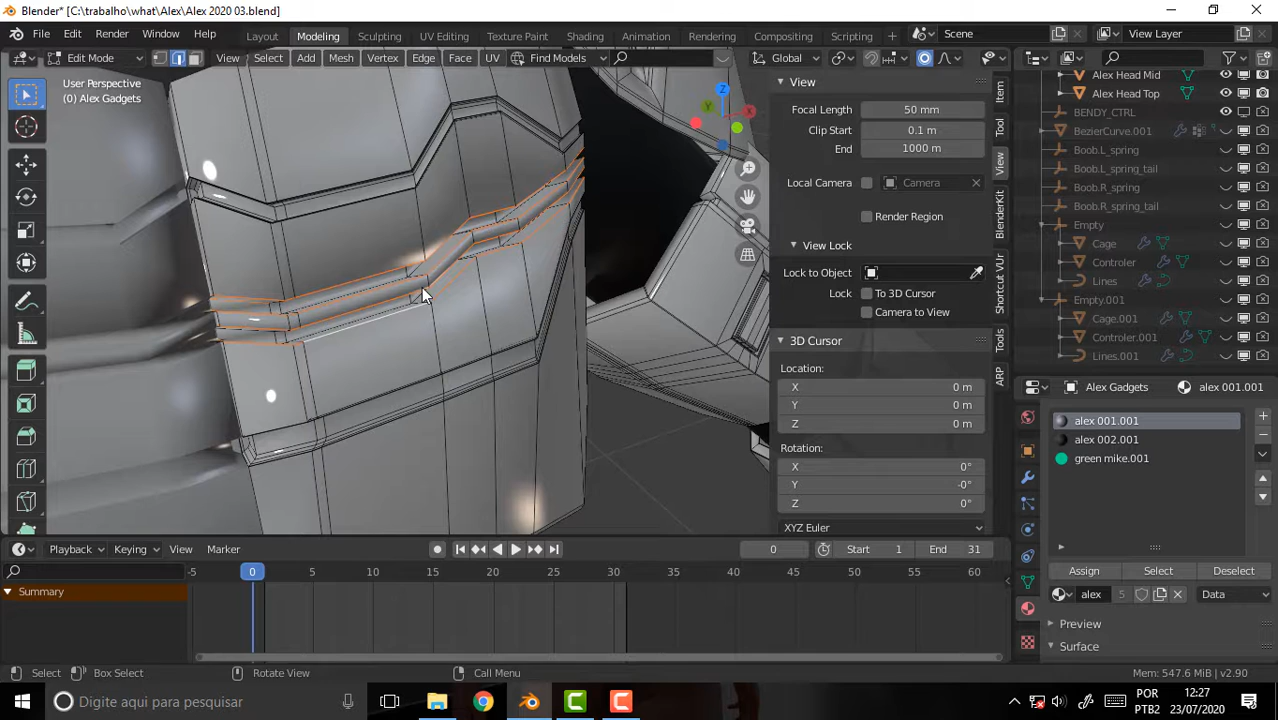 Blender* [C:\trabalho\what\Alex\Alex 2020 03.blend]
File Edit Render Window Help Layout Modeling Sculpting UV Editing Texture Paint Shading Animation Rendering Compositing Scripting Scene View Layer
Edit Mode View Select Add Mesh Vertex Edge Face UV Find Models Global
User Perspective
(0) Alex Gadgets
Z
Y
X
View
Focal Length 50 mm
Clip Start 0.1 m
End 1000 m
Local Camera Camera
Render Region
View Lock
Lock to Object
Lock To 3D Cursor
Camera to View
3D Cursor
Location:
X 0 m
Y 0 m
Z 0 m
Rotation:
X 0°
Y -0°
Z 0°
XYZ Euler
Item
Tool
View
BlenderKit
Shortcut VUr
Tools
ARP
Alex Head Mid
Alex Head Top
BENDY_CTRL
BezierCurve.001
Boob.L_spring
Boob.L_spring_tail
Boob.R_spring
Boob.R_spring_tail
Empty
Cage
Controler
Lines
Empty.001
Cage.001
Controler.001
Lines.001
Alex Gadgets alex 001.001
alex 001.001
alex 002.001
green mike.001
Assign Select Deselect
alex 5 Data
Preview
Surface
Playback Keying View Marker 0 Start 1 End 31
-5 0 5 10 15 20 25 30 35 40 45 50 55 60
Summary
Select Box Select Rotate View Call Menu Mem: 547.6 MiB | v2.90
Digite aqui para pesquisar
POR
PTB2
12:27
23/07/2020